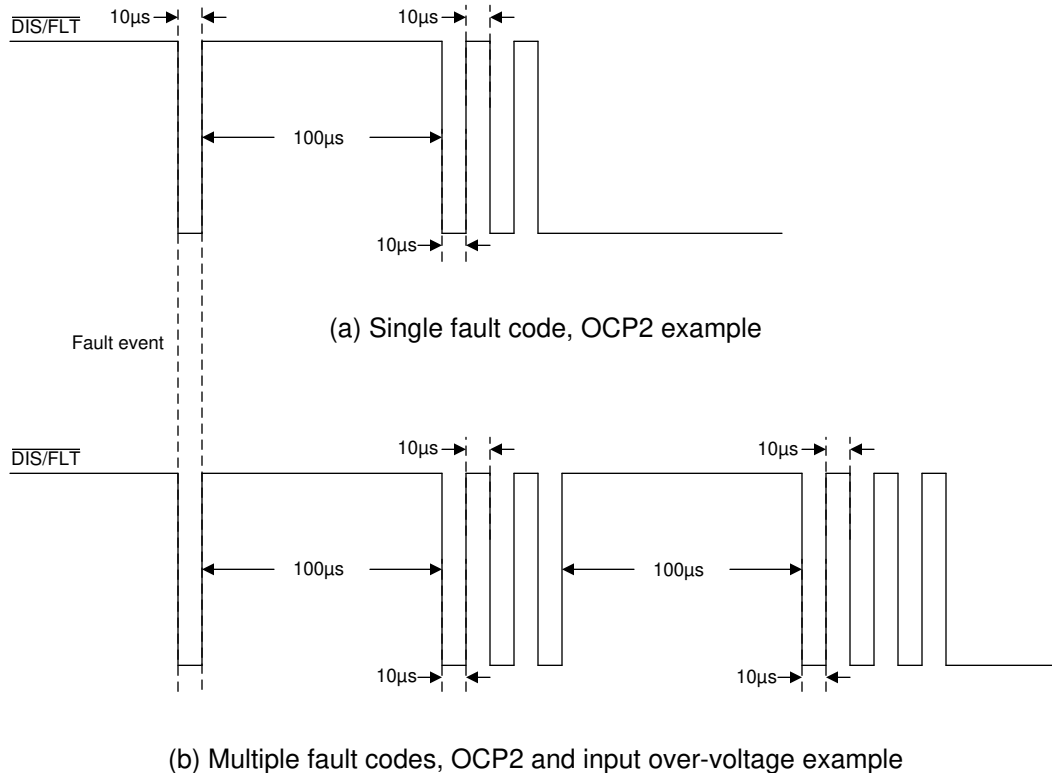 10µs
DIS/FLT
10µs
100µs
10µs
(a) Single fault code, OCP2 example
Fault event
10µs
10µs
DIS/FLT
100µs
100µs
10µs
10µs
(b) Multiple fault codes, OCP2 and input over-voltage example